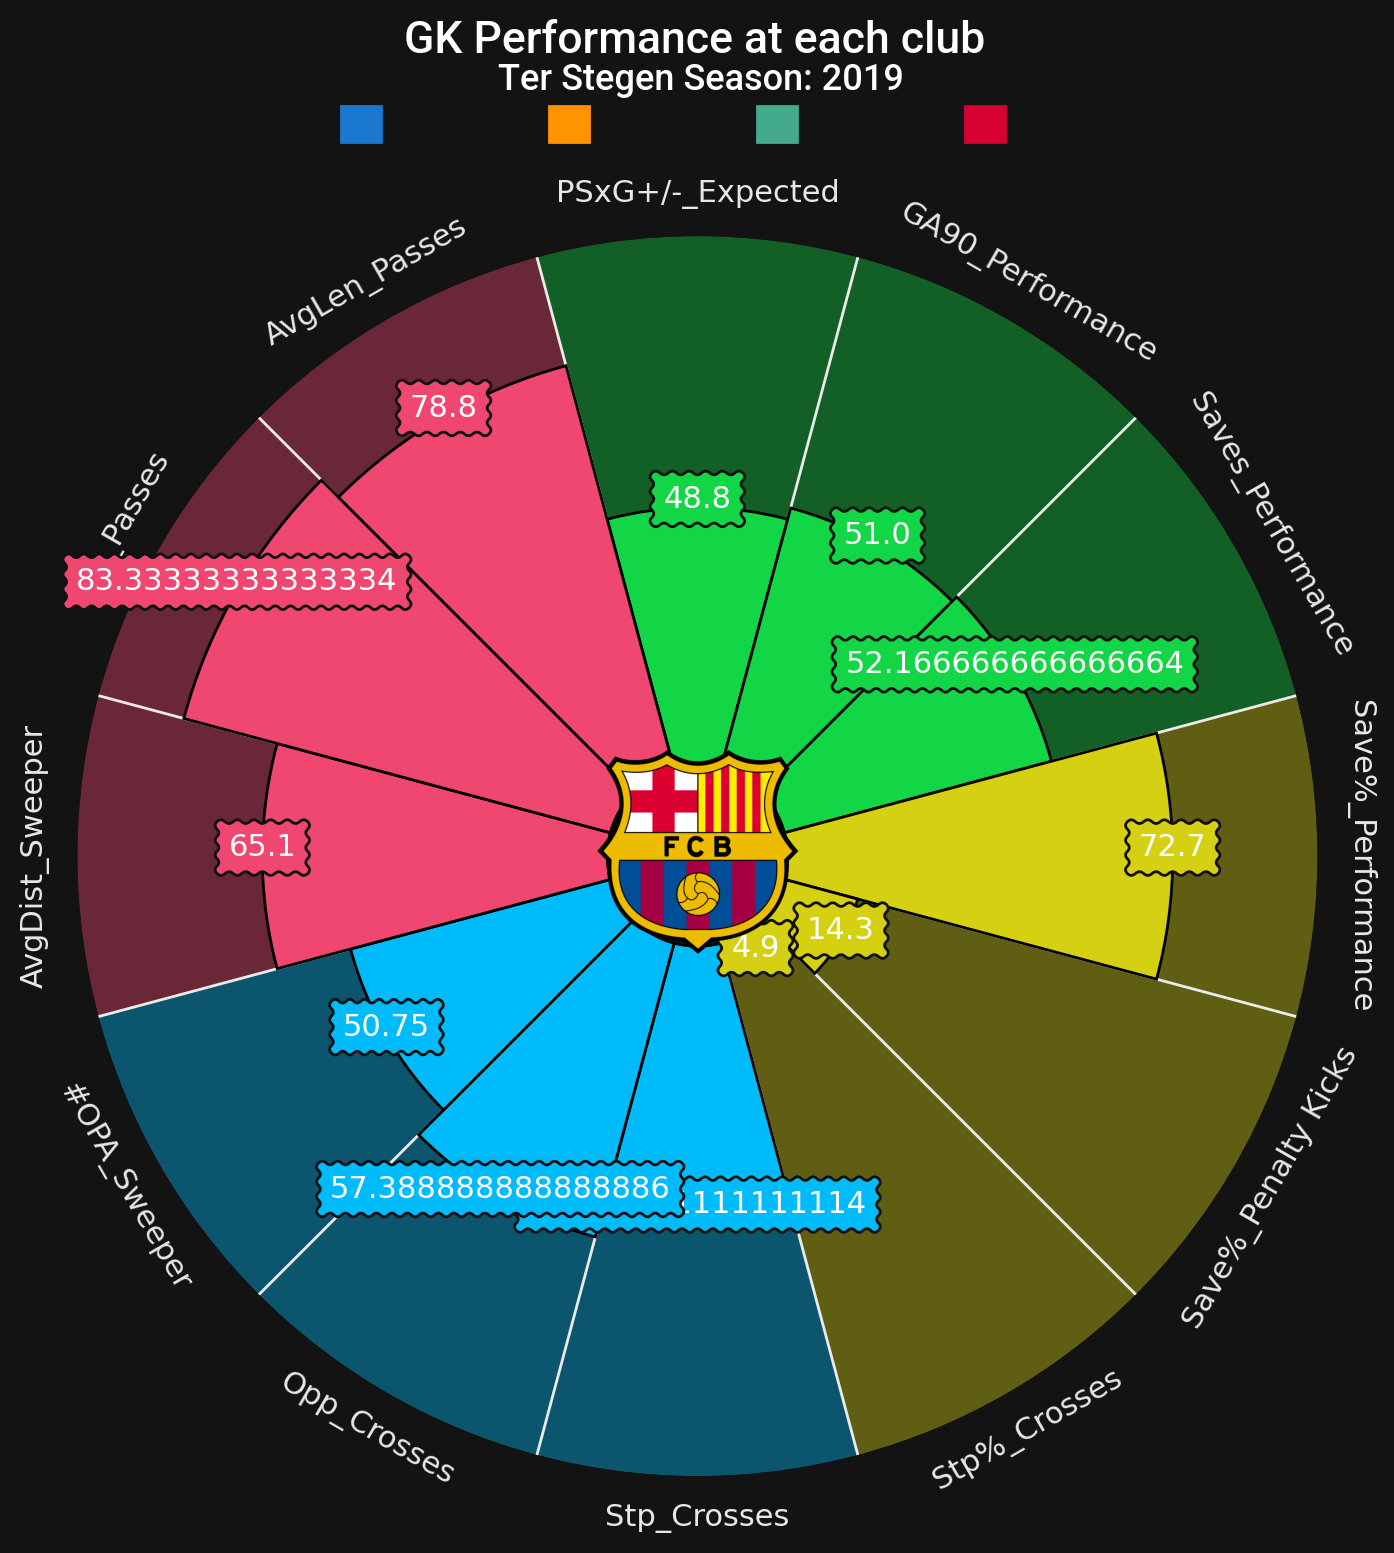 GK Performance at each club
Ter Stegen Season: 2019
PSxG+/-_Expected
GA90_Performance
AvgLen_Passes
Saves_Performance
78.8
_Passes
48.8
51.0
83.33333333333334
52.166666666666664
Save%_Performance
AvgDist_Sweeper
65.1
FCB
72.7
14.3
4.9
50.75
#OPA_Sweeper
Save%_Penalty Kicks
57.388888888888886
.111111114
Opp_Crosses
Stp%_Crosses
Stp_Crosses